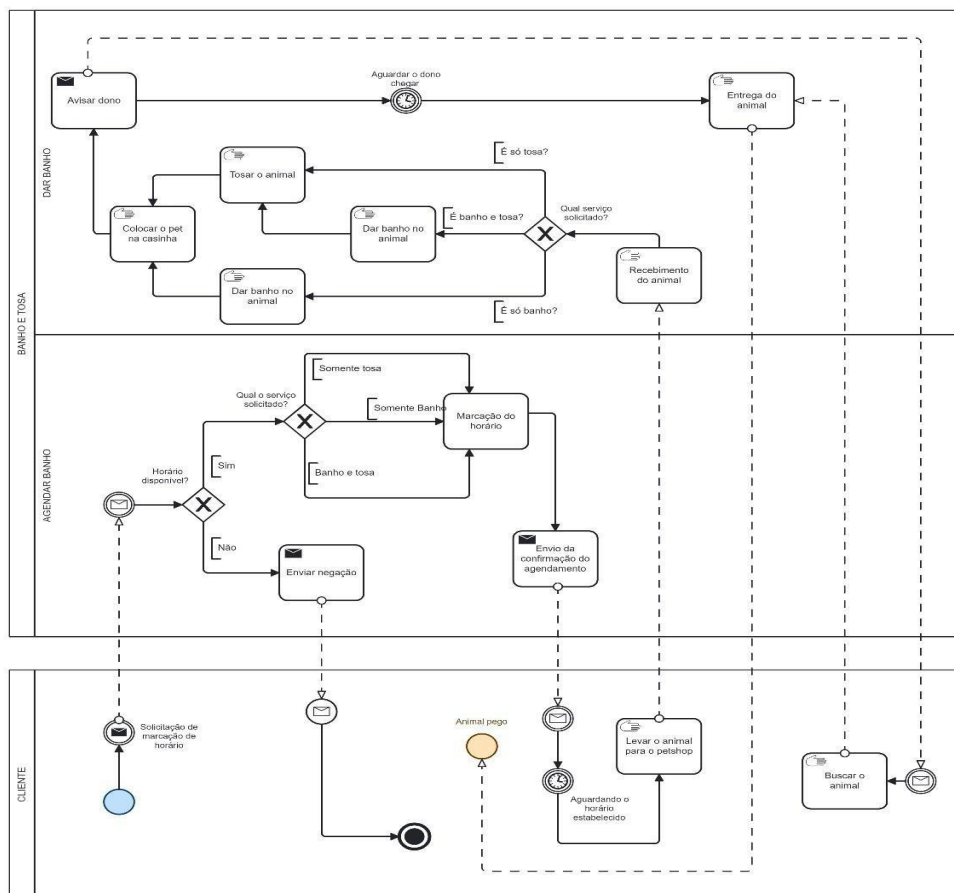 BANHO E TOSA
DAR BANHO
Avisar dono
Aguardar o dono
chegar
Entrega do
animal
É só tosa?
Tosar o animal
Qual serviço
solicitado?
É banho e tosa?
Colocar o pet
na casinha
Dar banho no
animal
Recebimento
do animal
Dar banho no
animal
É só banho?
AGENDAR BANHO
Somente tosa
Qual o serviço
solicitado?
Somente Banho
Marcação do
horário
Horário
disponível?
Sim
Banho e tosa
Não
Enviar negação
Envio da
confirmação do
agendamento
CLIENTE
Solicitação de
marcação de
horário
Animal pego
Levar o animal
para o petshop
Aguardando o
horário
estabelecido
Buscar o
animal